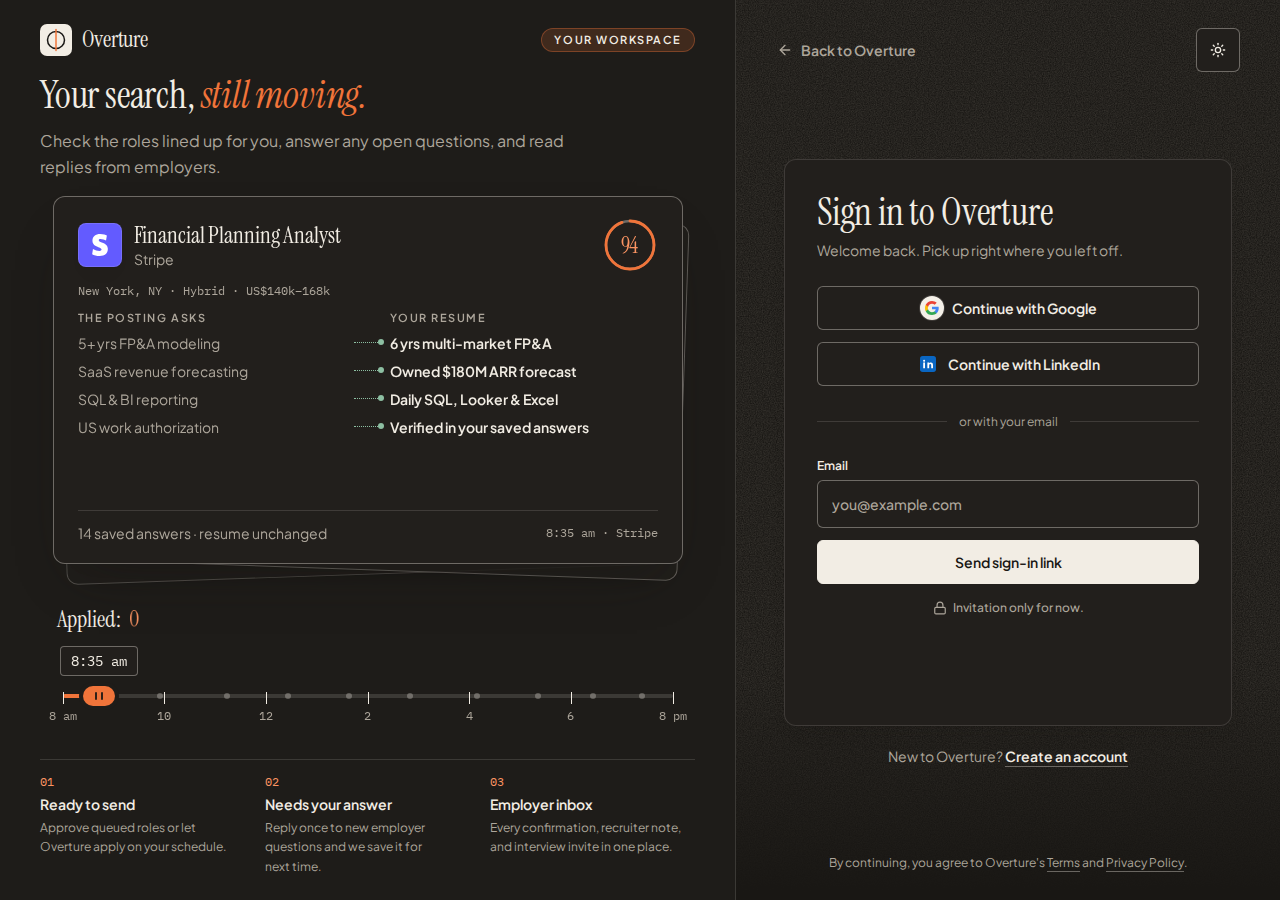 Overture
YOUR WORKSPACE
Your search, still moving.
Check the roles lined up for you, answer any open questions, and read
replies from employers.
S
Financial Planning Analyst
Stripe
94
New York, NY · Hybrid · US$140k–168k
THE POSTING ASKS
YOUR RESUME
5+ yrs FP&A modeling
6 yrs multi-market FP&A
SaaS revenue forecasting
Owned $180M ARR forecast
SQL & BI reporting
Daily SQL, Looker & Excel
US work authorization
Verified in your saved answers
14 saved answers · resume unchanged
8:35 am · Stripe
Applied: 0
8:35 am
8 am
10
12
2
4
6
8 pm
01
Ready to send
Approve queued roles or let
Overture apply on your schedule.
02
Needs your answer
Reply once to new employer
questions and we save it for
next time.
03
Employer inbox
Every confirmation, recruiter note,
and interview invite in one place.
Back to Overture
Sign in to Overture
Welcome back. Pick up right where you left off.
Continue with Google
in
Continue with LinkedIn
or with your email
Email
you@example.com
Send sign-in link
Invitation only for now.
New to Overture? Create an account
By continuing, you agree to Overture's Terms and Privacy Policy.